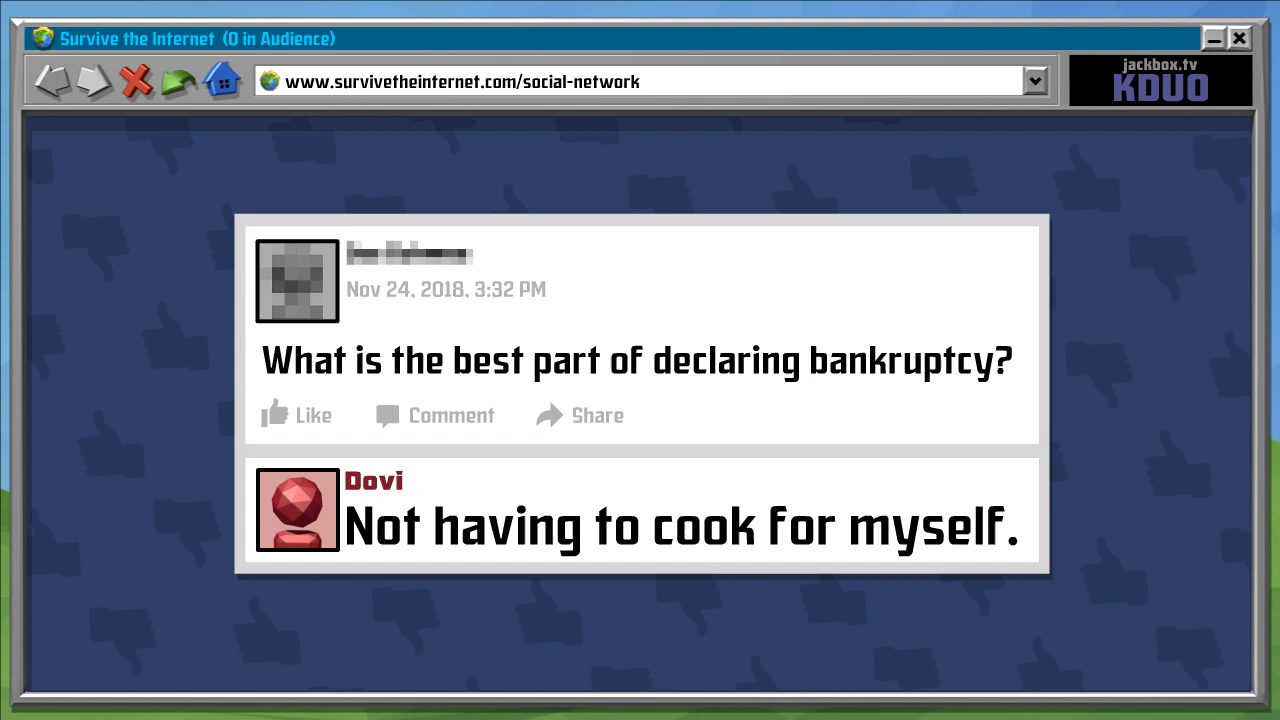 Survive the Internet (0 in Audience)
www.survivetheinternet.com/social-network
jackbox.tv
KDUO
Nov 24, 2018, 3:32 PM
What is the best part of declaring bankruptcy?
Like
Comment
Share
Dovi
Not having to cook for myself.